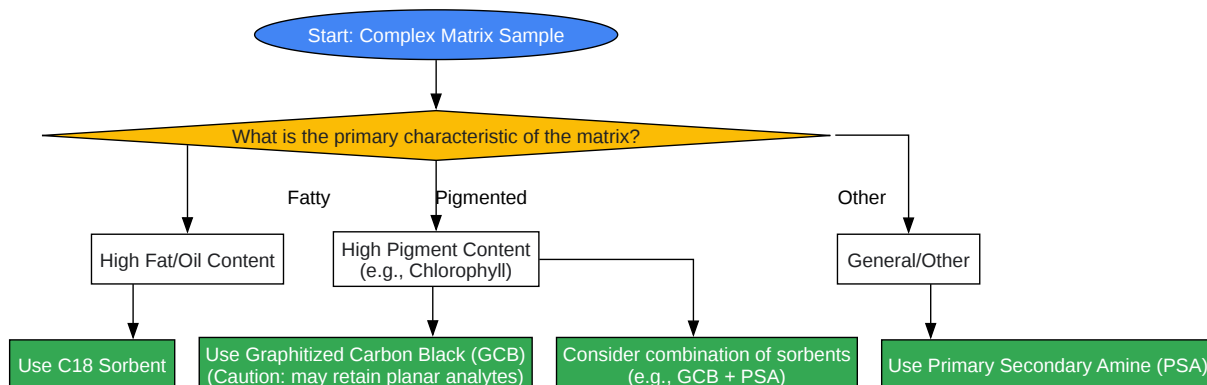 Start: Complex Matrix Sample
What is the primary characteristic of the matrix?
Fatty
Pigmented
Other
High Fat/Oil Content
High Pigment Content
(e.g., Chlorophyll)
General/Other
Use C18 Sorbent
Use Graphitized Carbon Black (GCB)
(Caution: may retain planar analytes)
Consider combination of sorbents
(e.g., GCB + PSA)
Use Primary Secondary Amine (PSA)